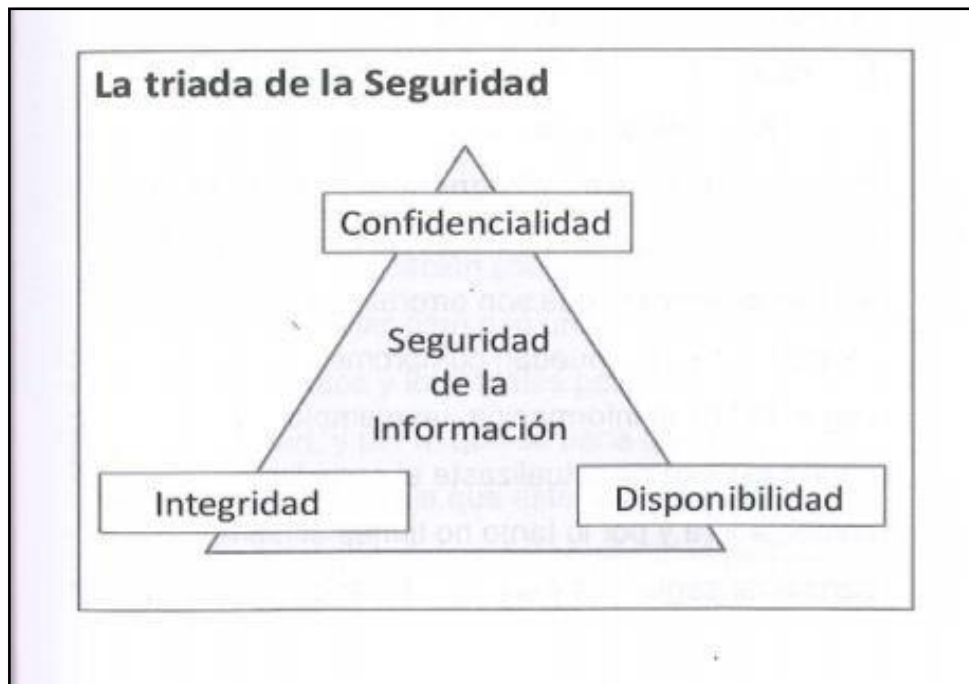 La triada de la Seguridad
Confidencialidad
Seguridad
de la
Información
Integridad
Disponibilidad